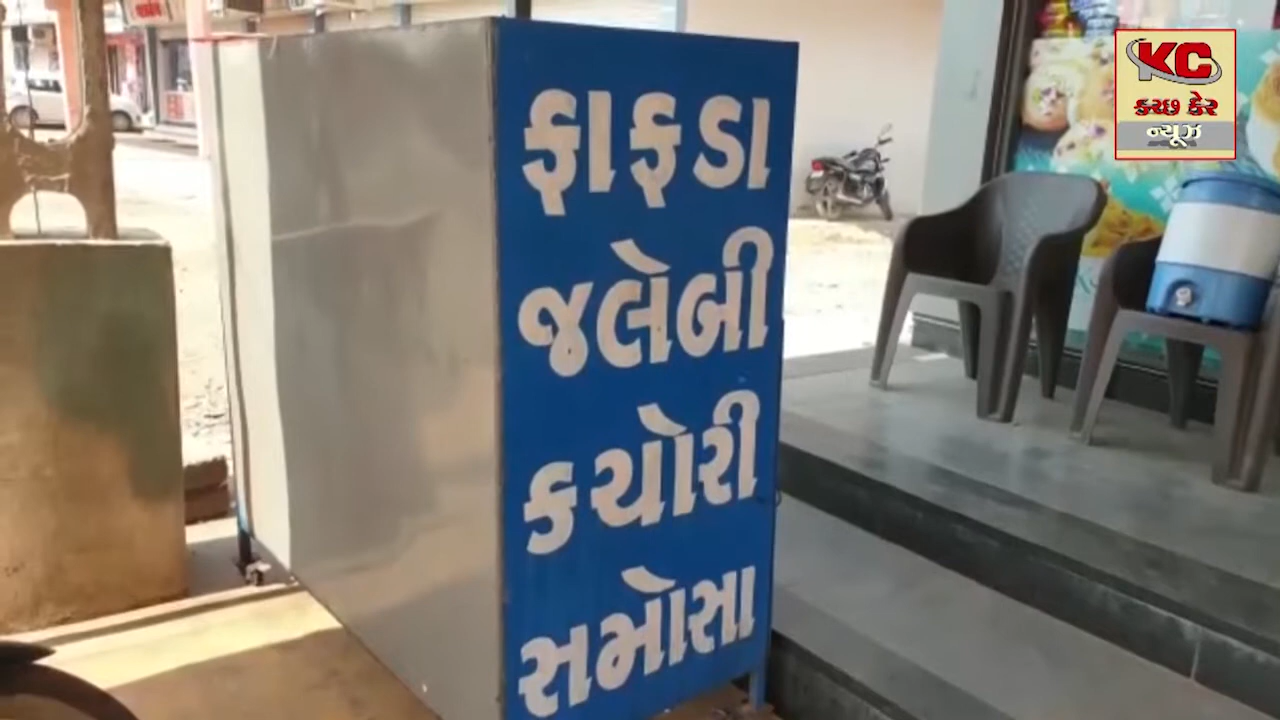 ફાફડા
જલેબી
કચોરી
સમોસા
KC
કચ્છ કેર
ન્યૂઝ